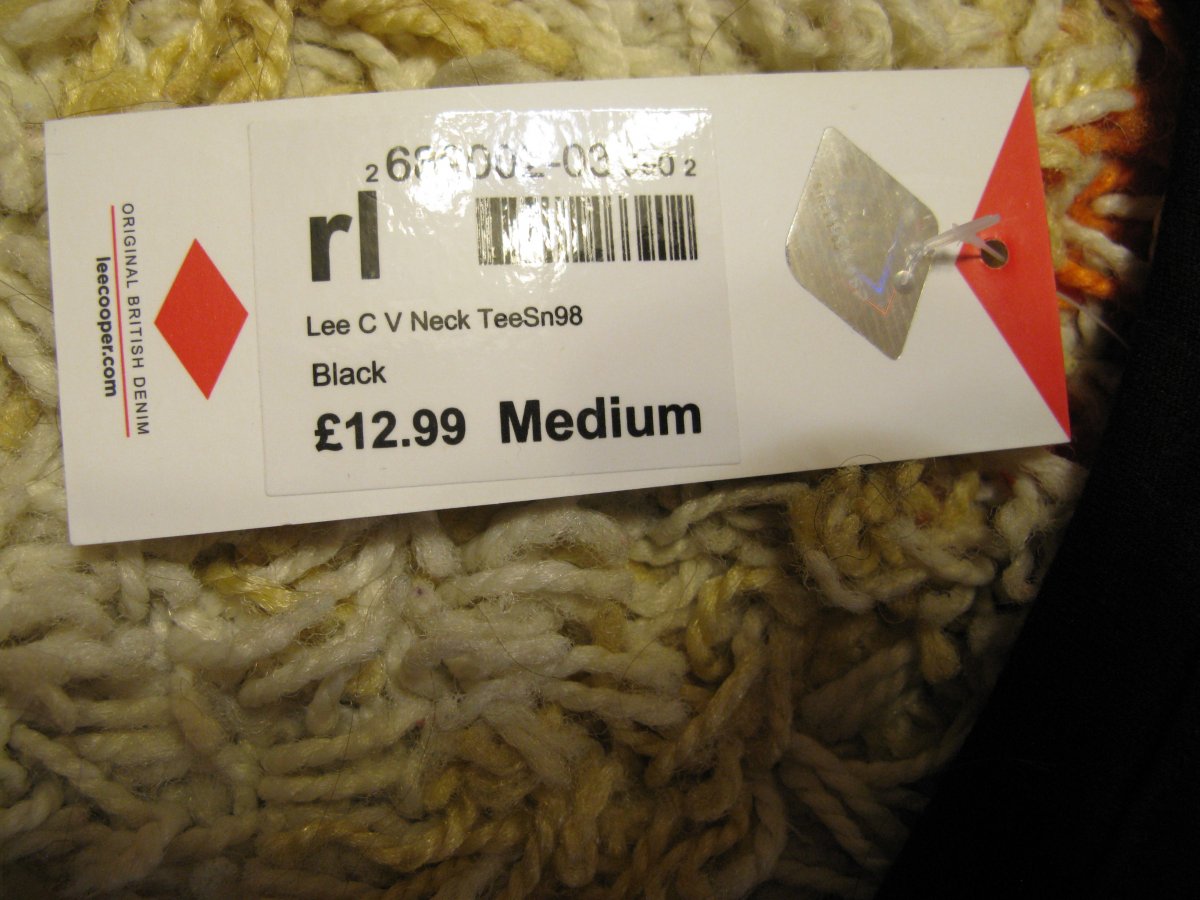 ORIGINAL BRITISH DENIM
leecooper.com
rl
Lee C V Neck TeeSn98
Black
£12.99 Medium